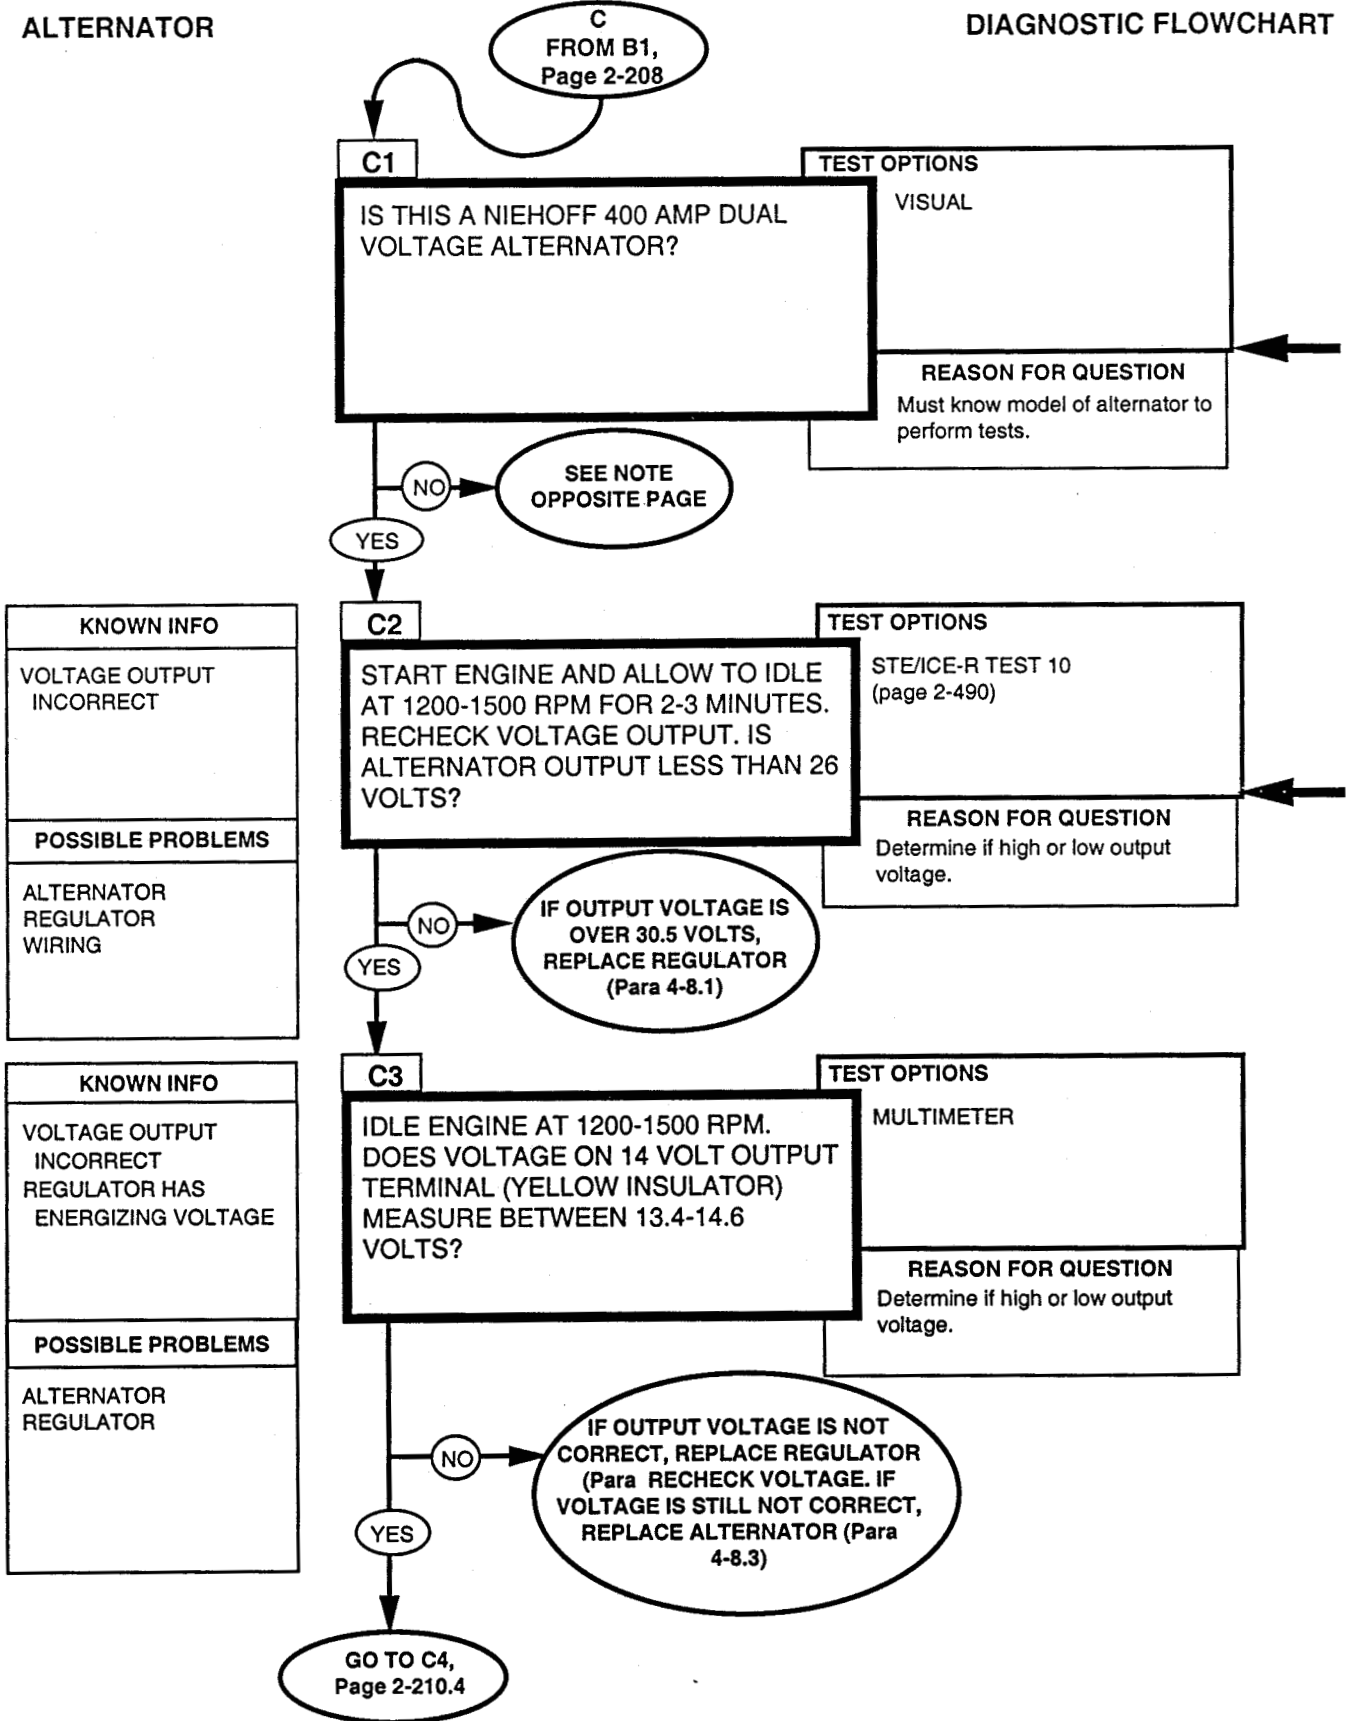 ALTERNATOR
DIAGNOSTIC FLOWCHART
C
FROM B1,
Page 2-208
C1
IS THIS A NIEHOFF 400 AMP DUAL
VOLTAGE ALTERNATOR?
TEST OPTIONS
VISUAL
REASON FOR QUESTION
Must know model of alternator to
perform tests.
NO
SEE NOTE
OPPOSITE PAGE
YES
KNOWN INFO
VOLTAGE OUTPUT
INCORRECT
POSSIBLE PROBLEMS
ALTERNATOR
REGULATOR
WIRING
C2
START ENGINE AND ALLOW TO IDLE
AT 1200-1500 RPM FOR 2-3 MINUTES.
RECHECK VOLTAGE OUTPUT. IS
ALTERNATOR OUTPUT LESS THAN 26
VOLTS?
TEST OPTIONS
STE/ICE-R TEST 10
(page 2-490)
REASON FOR QUESTION
Determine if high or low output
voltage.
NO
IF OUTPUT VOLTAGE IS
OVER 30.5 VOLTS,
REPLACE REGULATOR
(Para 4-8.1)
YES
KNOWN INFO
VOLTAGE OUTPUT
INCORRECT
REGULATOR HAS
ENERGIZING VOLTAGE
POSSIBLE PROBLEMS
ALTERNATOR
REGULATOR
C3
IDLE ENGINE AT 1200-1500 RPM.
DOES VOLTAGE ON 14 VOLT OUTPUT
TERMINAL (YELLOW INSULATOR)
MEASURE BETWEEN 13.4-14.6
VOLTS?
TEST OPTIONS
MULTIMETER
REASON FOR QUESTION
Determine if high or low output
voltage.
NO
IF OUTPUT VOLTAGE IS NOT
CORRECT, REPLACE REGULATOR
(Para RECHECK VOLTAGE. IF
VOLTAGE IS STILL NOT CORRECT,
REPLACE ALTERNATOR (Para
4-8.3)
YES
GO TO C4,
Page 2-210.4